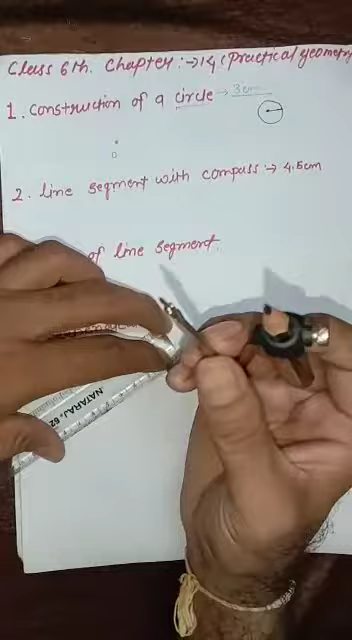 Class 6th. Chapter :→ 14 (Practical geometry
1. Construction of a circle → 3cm
O
2. line segment with compass :→ 4.5cm
of line segment.
NATARAJ. 62